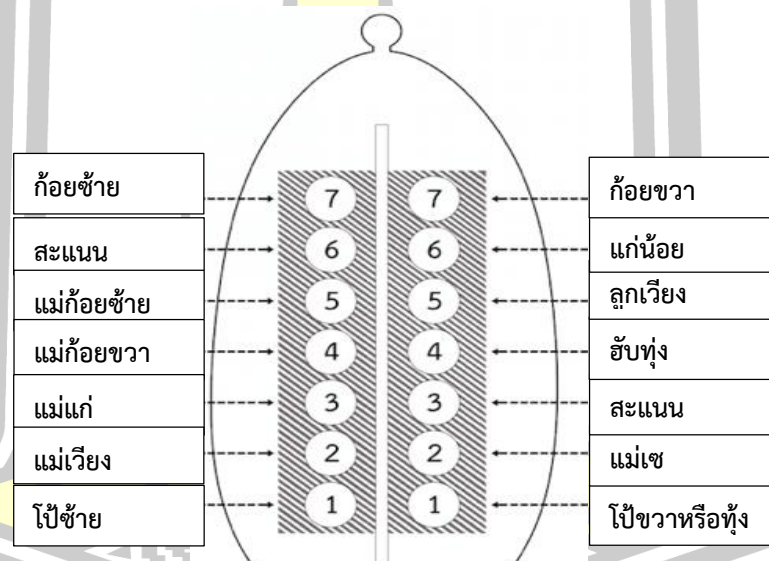 ก้อยซ้าย 7 7 ก้อยขวา
สะแนน 6 6 แก่น้อย
แม่ก้อยซ้าย 5 5 ลูกเวียง
แม่ก้อยขวา 4 4 ฮับทุ่ง
แม่แก่ 3 3 สะแนน
แม่เวียง 2 2 แม่เซ
โป้ซ้าย 1 1 โป้ขวาหรือทุ้ง